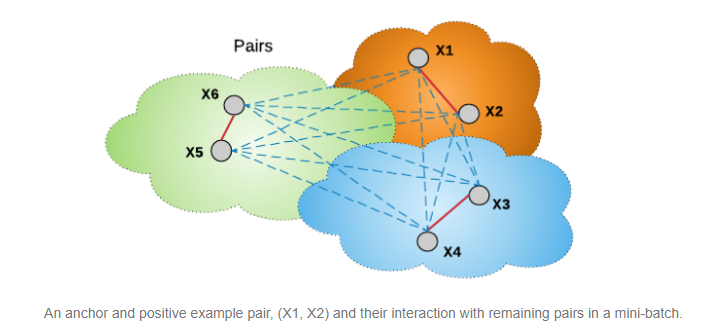 Pairs
X1
X6
X2
X5
X3
X4
An anchor and positive example pair, (X1, X2) and their interaction with remaining pairs in a mini-batch.